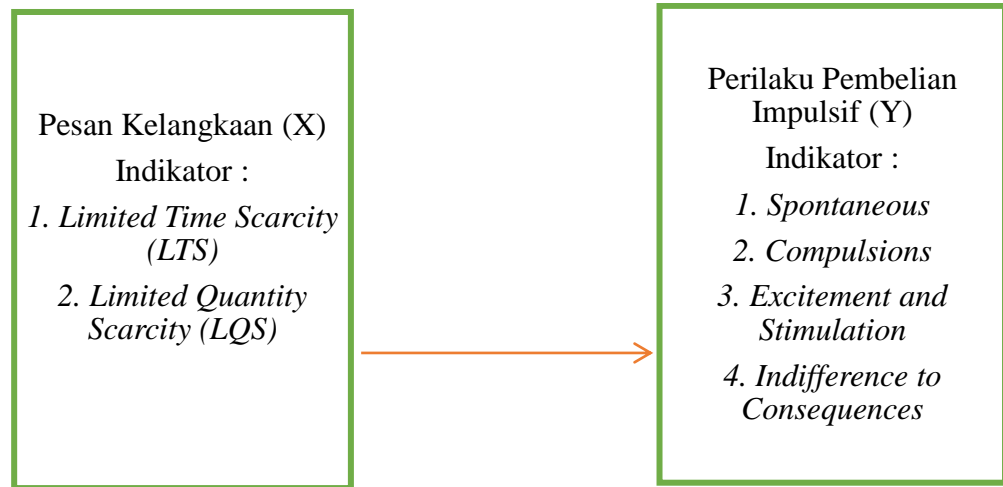 Pesan Kelangkaan (X)
Indikator :
1. Limited Time Scarcity
(LTS)
2. Limited Quantity
Scarcity (LQS)
Perilaku Pembelian
Impulsif (Y)
Indikator :
1. Spontaneous
2. Compulsions
3. Excitement and
Stimulation
4. Indifference to
Consequences